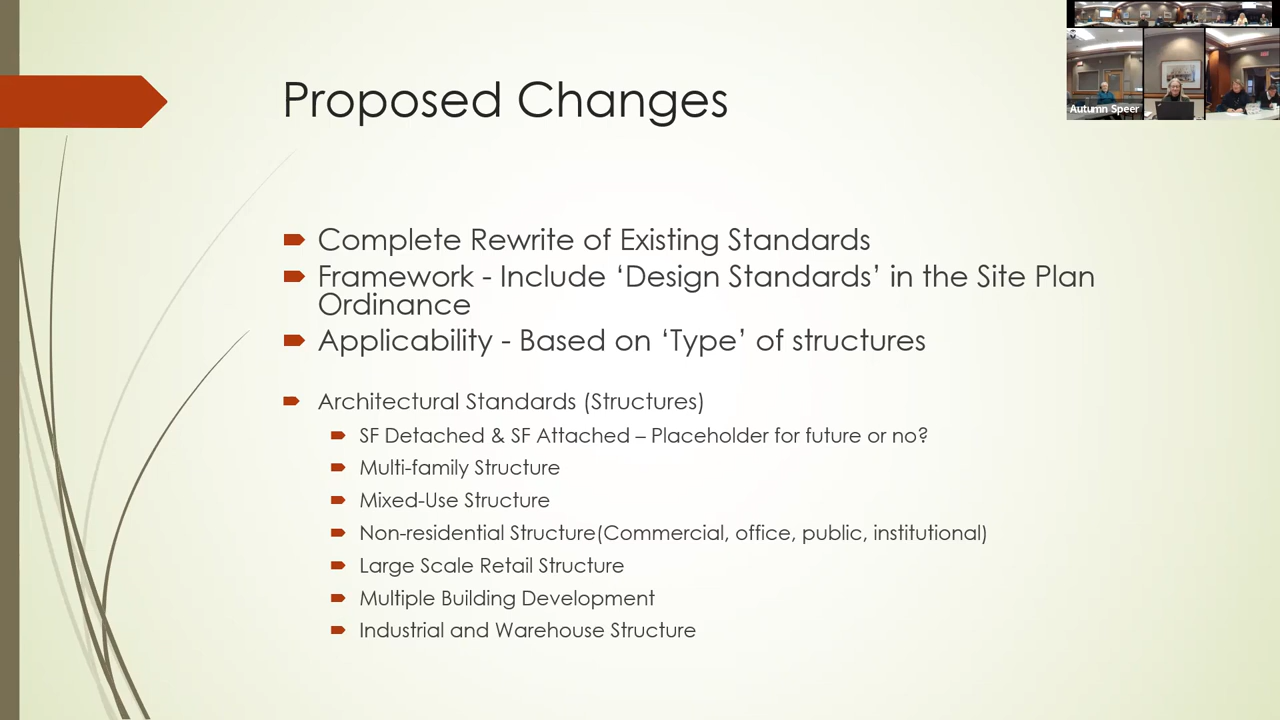 Proposed Changes
Autumn Speer
Complete Rewrite of Existing Standards
Framework - Include ‘Design Standards’ in the Site Plan
Ordinance
Applicability - Based on ‘Type’ of structures
Architectural Standards (Structures)
SF Detached & SF Attached – Placeholder for future or no?
Multi-family Structure
Mixed-Use Structure
Non-residential Structure(Commercial, office, public, institutional)
Large Scale Retail Structure
Multiple Building Development
Industrial and Warehouse Structure